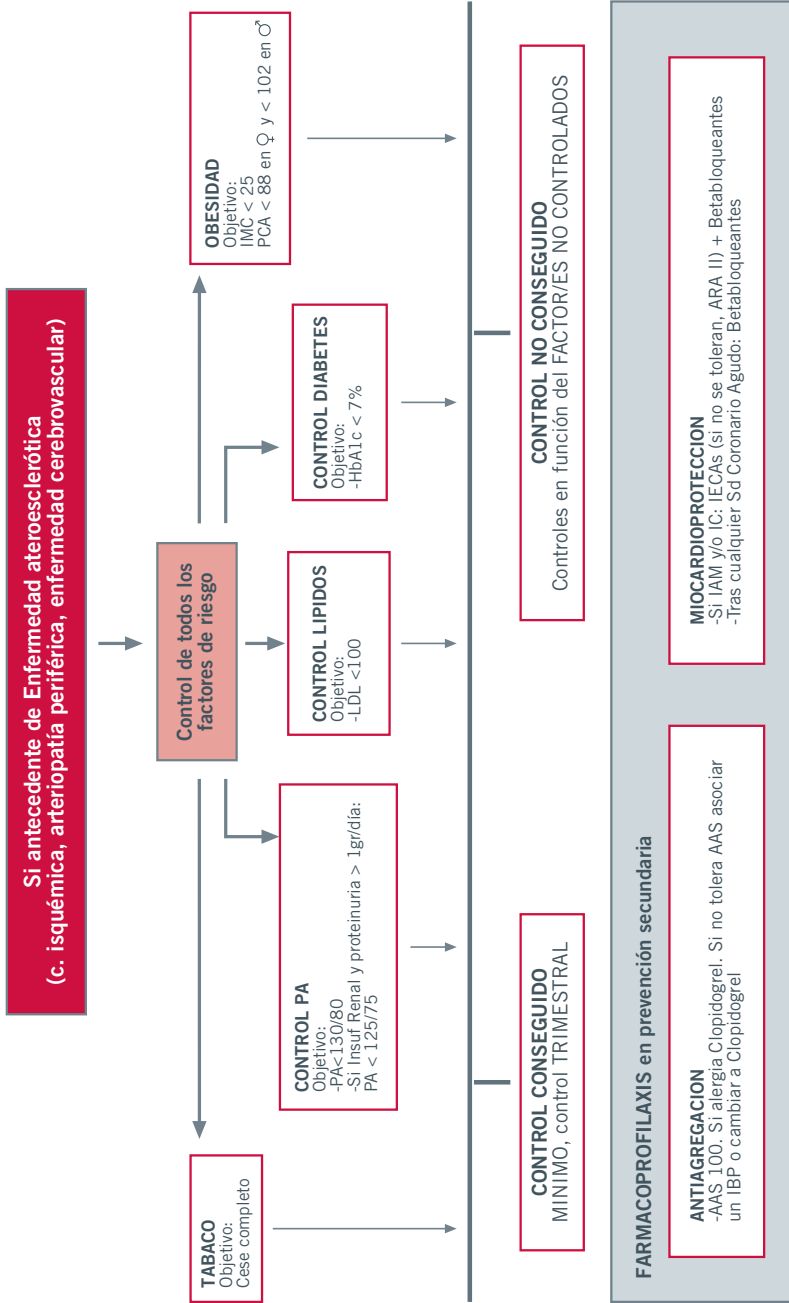 Si antecedente de Enfermedad ateroesclerótica
(c. isquémica, arteriopatía periférica, enfermedad cerebrovascular)
Control de todos los
factores de riesgo
TABACO
Objetivo:
Cese completo
CONTROL PA
Objetivo:
-PA<130/80
-Si Insuf Renal y proteinuria > 1gr/día:
PA < 125/75
CONTROL LIPIDOS
Objetivo:
-LDL <100
CONTROL DIABETES
Objetivo:
-HbA1c < 7%
OBESIDAD
Objetivo:
IMC < 25
PCA < 88 en ♀ y < 102 en ♂
CONTROL CONSEGUIDO
MINIMO, control TRIMESTRAL
CONTROL NO CONSEGUIDO
Controles en función del FACTOR/ES NO CONTROLADOS
FARMACOPROFILAXIS en prevención secundaria
ANTIAGREGACION
-AAS 100. Si alergia Clopidogrel. Si no tolera AAS asociar
un IBP o cambiar a Clopidogrel
MIOCARDIOPROTECCION
-Si IAM y/o IC: IECAs (si no se toleran, ARA II) + Betabloqueantes
-Tras cualquier Sd Coronario Agudo: Betabloqueantes